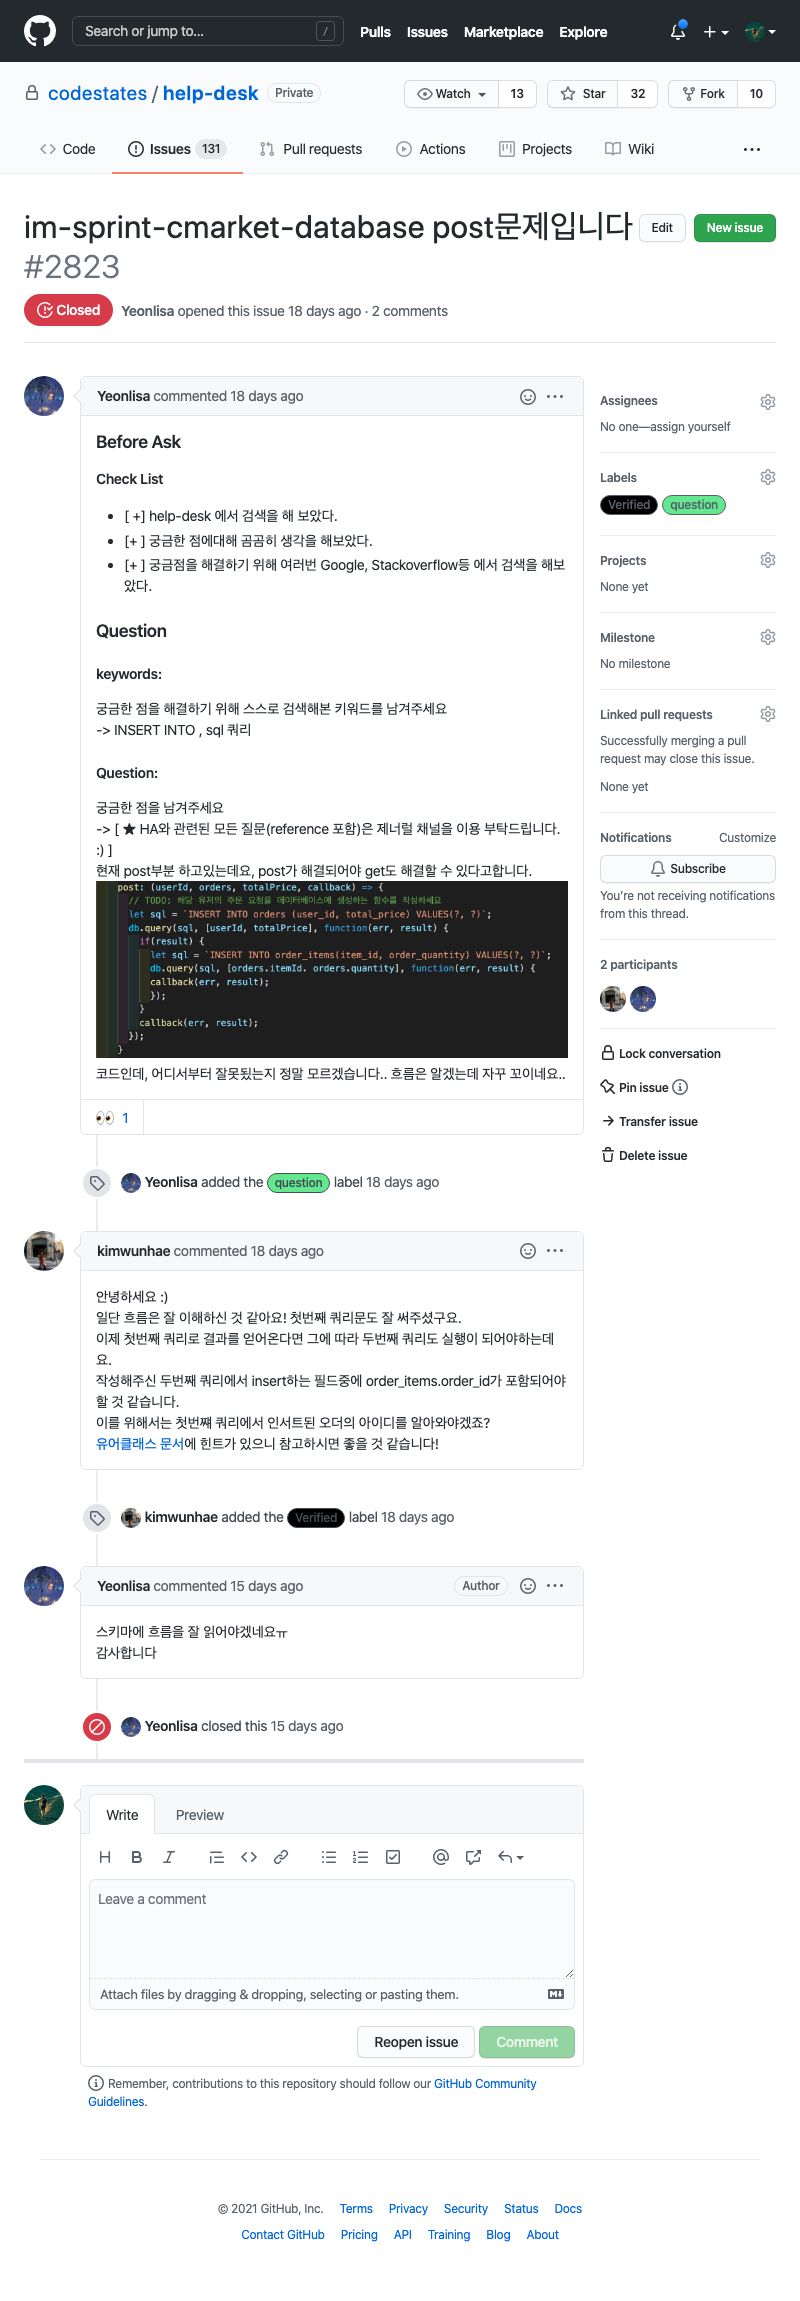 Search or jump to... /
Pulls Issues Marketplace Explore
codestates / help-desk Private
Watch 13 Star 32 Fork 10
Code Issues 131 Pull requests Actions Projects Wiki ...
im-sprint-cmarket-database post문제입니다
#2823
Edit New issue
Closed Yeonlisa opened this issue 18 days ago · 2 comments
Yeonlisa commented 18 days ago
Before Ask
Check List
• [ +] help-desk 에서 검색을 해 보았다.
• [+ ] 궁금한 점에대해 곰곰히 생각을 해보았다.
• [+ ] 궁금점을 해결하기 위해 여러번 Google, Stackoverflow등 에서 검색을 해보
았다.
Question
keywords:
궁금한 점을 해결하기 위해 스스로 검색해본 키워드를 남겨주세요
-> INSERT INTO , sql 쿼리
Question:
궁금한 점을 남겨주세요
-> [ ★ HA와 관련된 모든 질문(reference 포함)은 제너럴 채널을 이용 부탁드립니다.
:) ]
현재 post부분 하고있는데요, post가 해결되어야 get도 해결할 수 있다고합니다.
post: (userId, orders, totalPrice, callback) => {
// TODO: 해당 유저의 주문 요청을 데이터베이스에 생성하는 함수를 작성하세요
let sql = `INSERT INTO orders (user_id, total_price) VALUES(?, ?)`;
db.query(sql, [userId, totalPrice], function(err, result) {
if(result) {
let sql = `INSERT INTO order_items(item_id, order_quantity) VALUES(?, ?)`;
db.query(sql, [orders.itemId. orders.quantity], function(err, result) {
callback(err, result);
});
}
callback(err, result);
});
}
코드인데, 어디서부터 잘못됬는지 정말 모르겠습니다.. 흐름은 알겠는데 자꾸 꼬이네요..
👀 1
Yeonlisa added the question label 18 days ago
kimwunhae commented 18 days ago
안녕하세요 :)
일단 흐름은 잘 이해하신 것 같아요! 첫번째 쿼리문도 잘 써주셨구요.
이제 첫번째 쿼리로 결과를 얻어온다면 그에 따라 두번째 쿼리도 실행이 되어야하는데
요.
작성해주신 두번째 쿼리에서 insert하는 필드중에 order_items.order_id가 포함되어야
할 것 같습니다.
이를 위해서는 첫번쨰 쿼리에서 인서트된 오더의 아이디를 알아와야겠죠?
유어클래스 문서에 힌트가 있으니 참고하시면 좋을 것 같습니다!
kimwunhae added the Verified label 18 days ago
Yeonlisa commented 15 days ago Author
스키마에 흐름을 잘 읽어야겠네요ㅠ
감사합니다
Yeonlisa closed this 15 days ago
Write Preview
H B I
Leave a comment
Attach files by dragging & dropping, selecting or pasting them.
Reopen issue Comment
Remember, contributions to this repository should follow our GitHub Community
Guidelines.
Assignees
No one—assign yourself
Labels
Verified question
Projects
None yet
Milestone
No milestone
Linked pull requests
Successfully merging a pull
request may close this issue.
None yet
Notifications Customize
Subscribe
You're not receiving notifications
from this thread.
2 participants
Lock conversation
Pin issue
Transfer issue
Delete issue
© 2021 GitHub, Inc. Terms Privacy Security Status Docs
Contact GitHub Pricing API Training Blog About